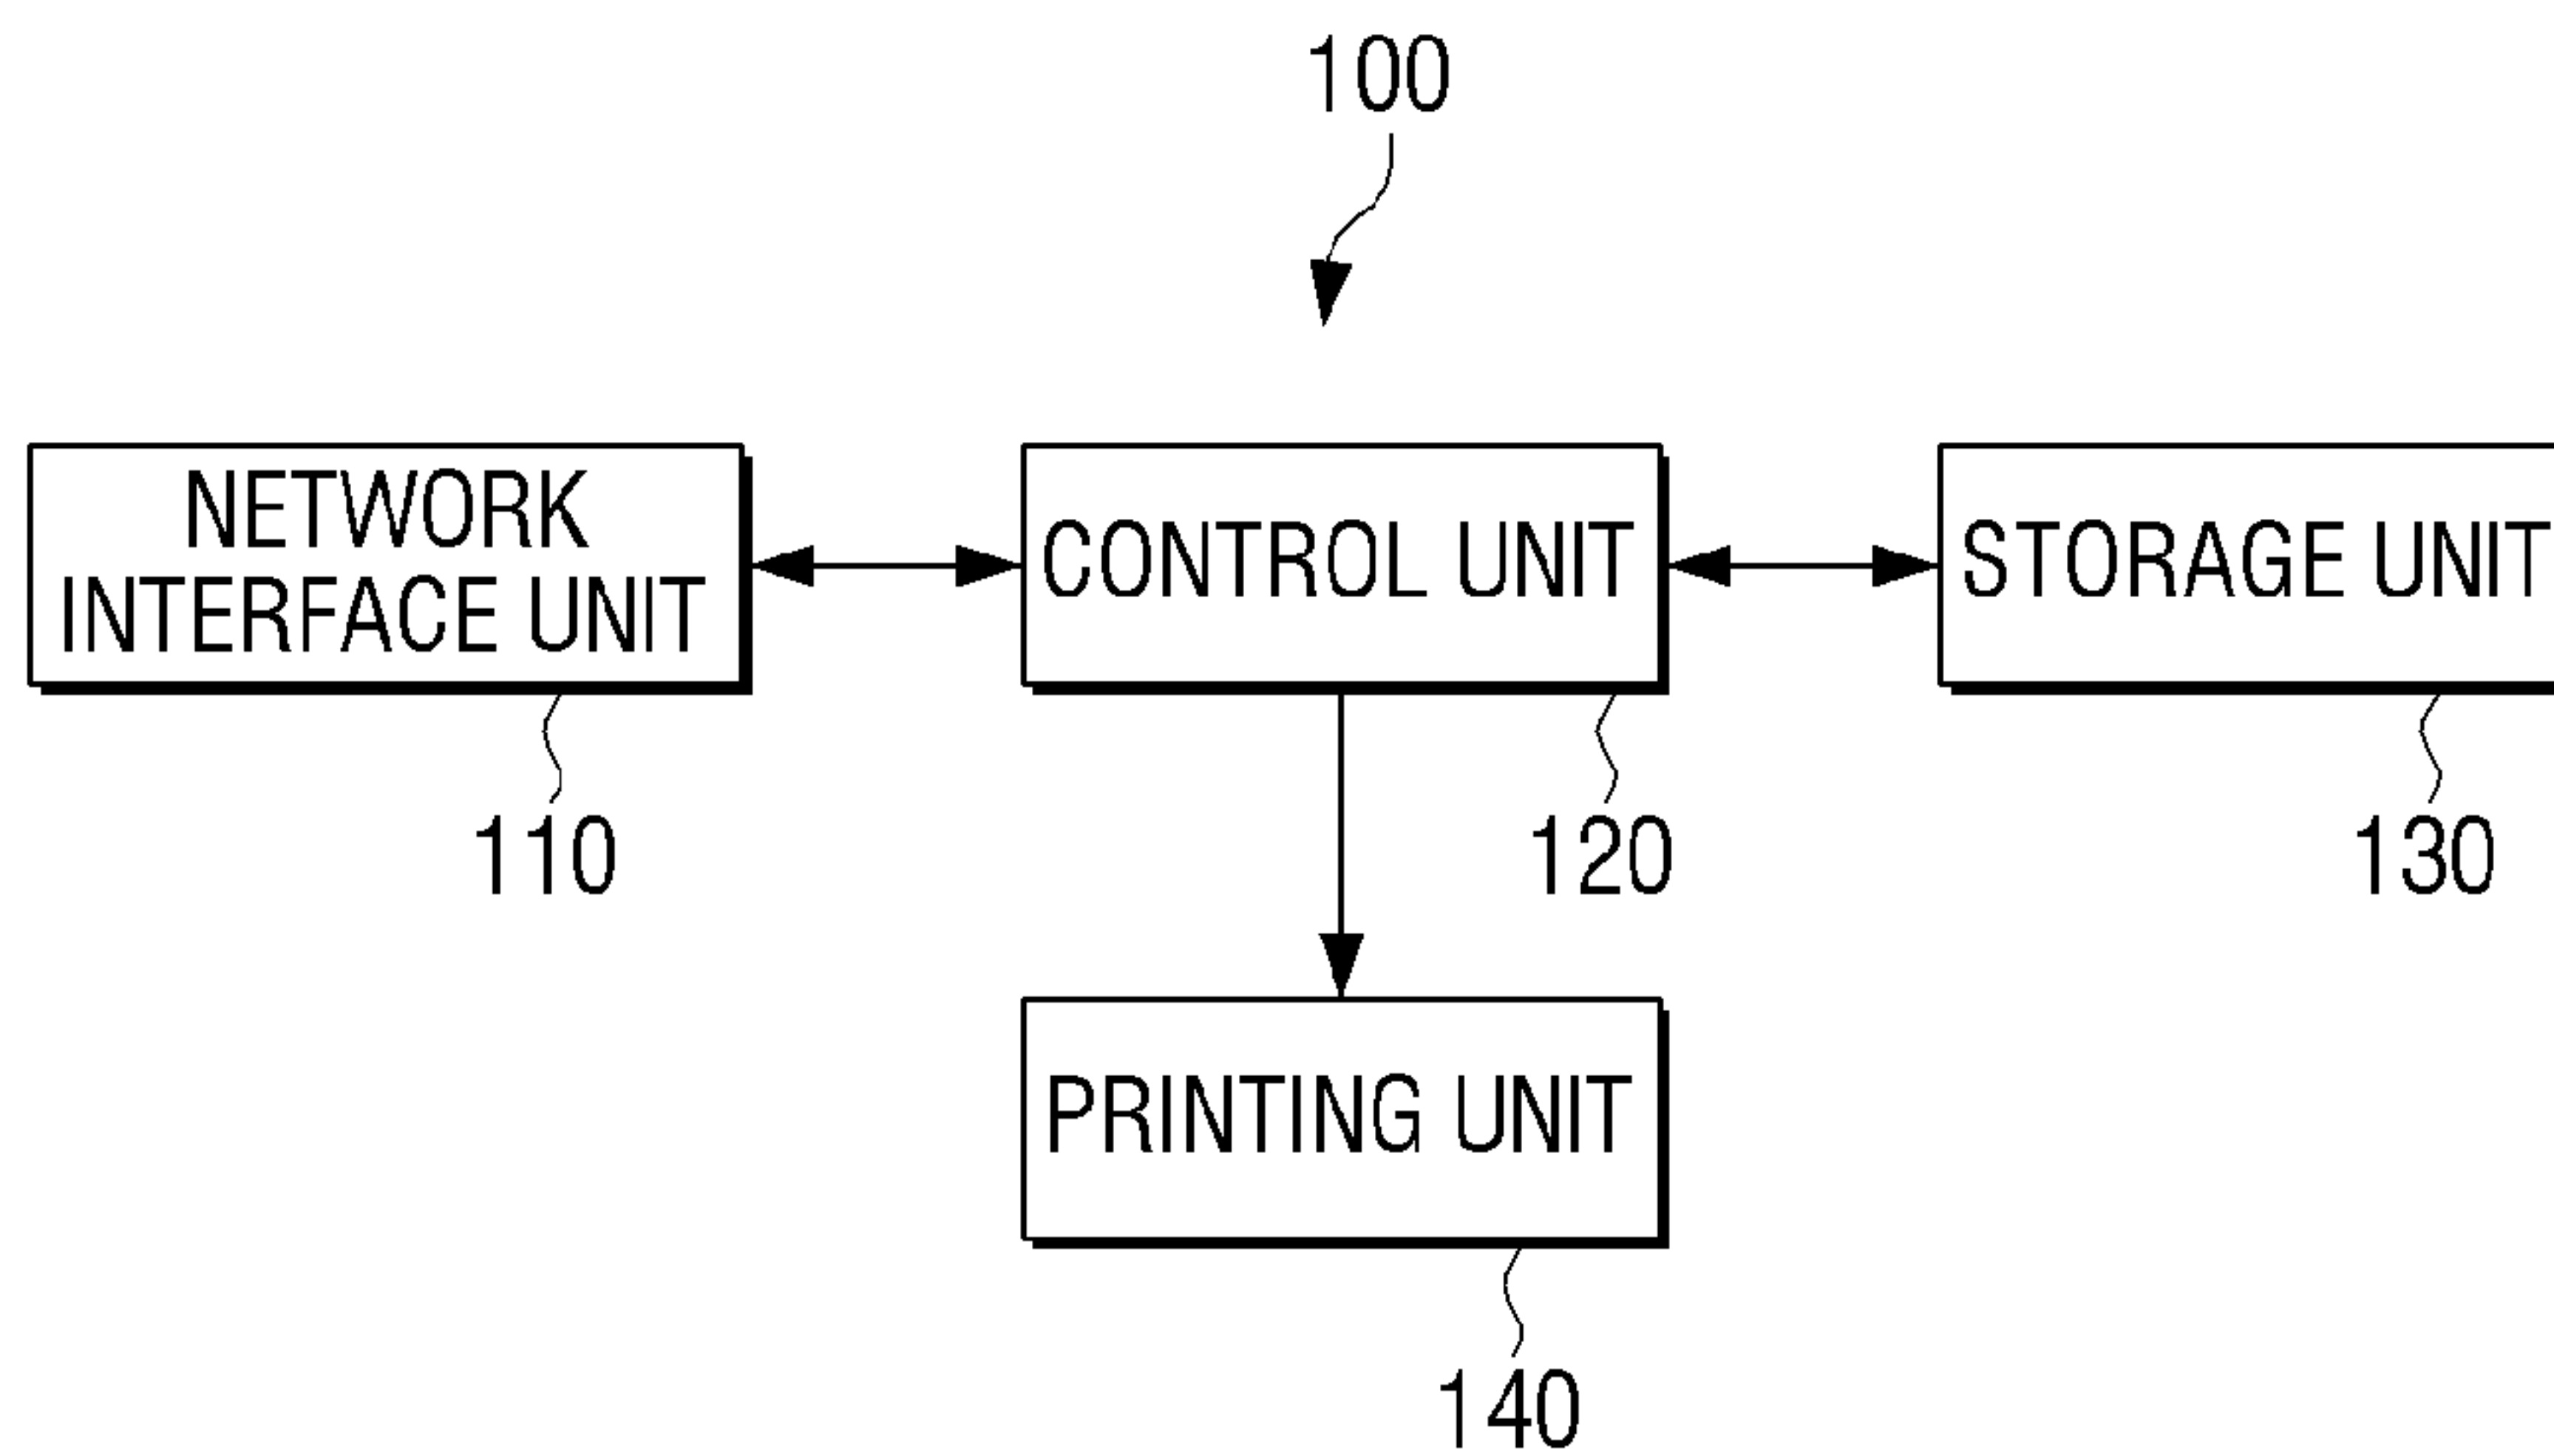 100
NETWORK
INTERFACE UNIT
CONTROL UNIT
STORAGE UNIT
110
120
130
PRINTING UNIT
140